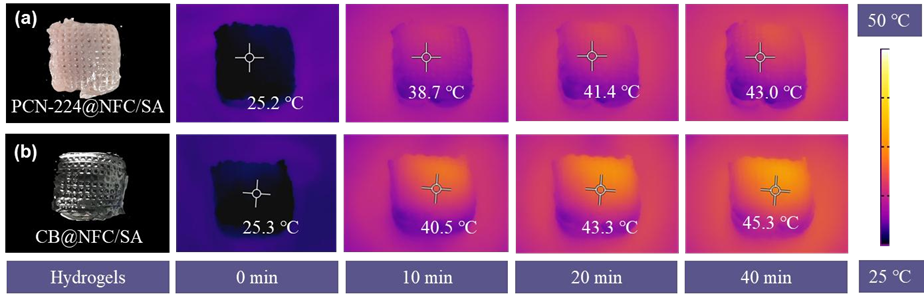 (a)
PCN-224@NFC/SA
25.2 ℃
38.7 ℃
41.4 ℃
43.0 ℃
50 ℃
(b)
CB@NFC/SA
25.3 ℃
40.5 ℃
43.3 ℃
45.3 ℃
Hydrogels
0 min
10 min
20 min
40 min
25 ℃